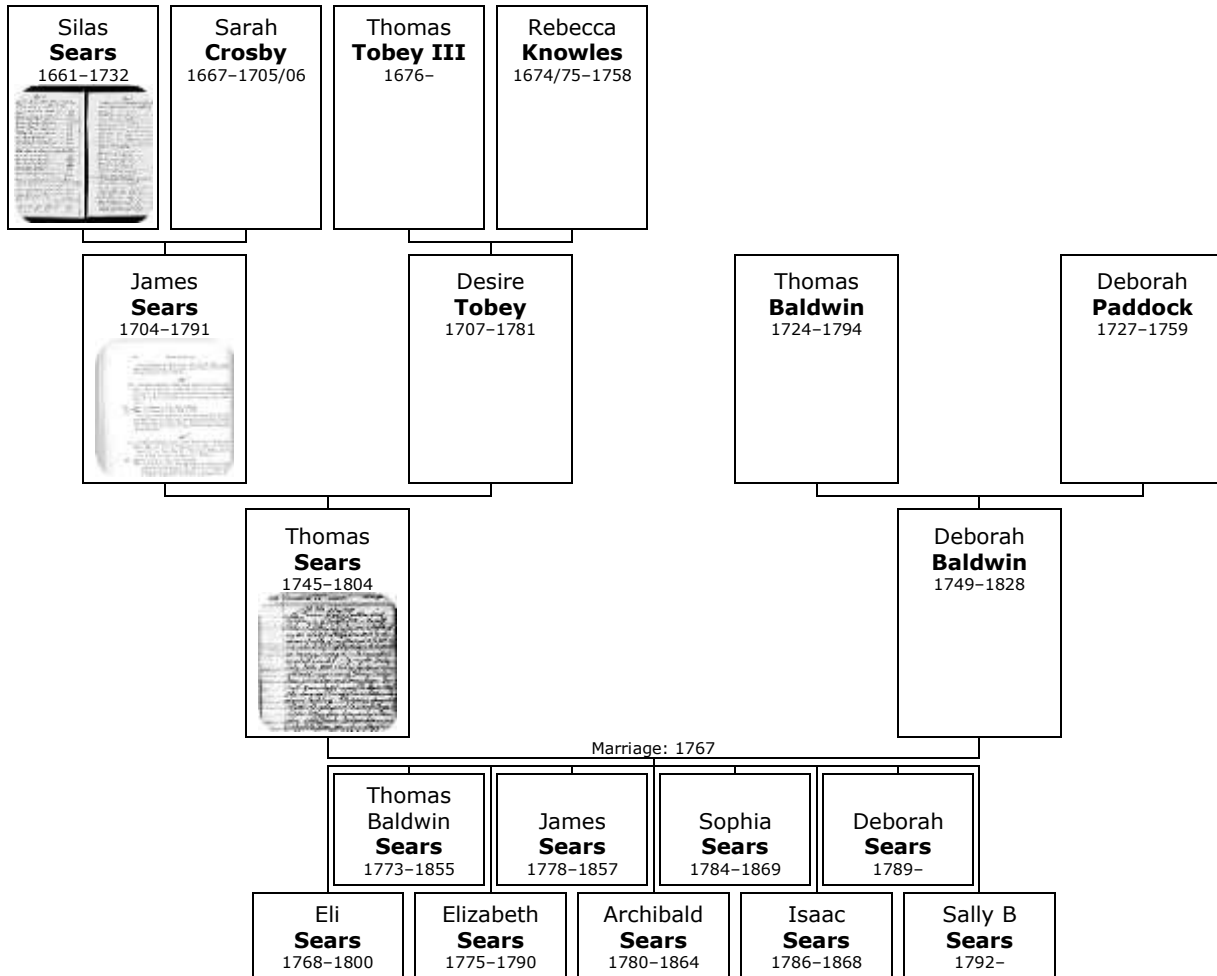 Silas
Sears
1661–1732
Sarah
Crosby
1667–1705/06
Thomas
Tobey III
1676–
Rebecca
Knowles
1674/75–1758
James
Sears
1704–1791
Desire
Tobey
1707–1781
Thomas
Baldwin
1724–1794
Deborah
Paddock
1727–1759
Thomas
Sears
1745–1804
Deborah
Baldwin
1749–1828
Marriage: 1767
Thomas
Baldwin
Sears
1773–1855
James
Sears
1778–1857
Sophia
Sears
1784–1869
Deborah
Sears
1789–
Eli
Sears
1768–1800
Elizabeth
Sears
1775–1790
Archibald
Sears
1780–1864
Isaac
Sears
1786–1868
Sally B
Sears
1792–